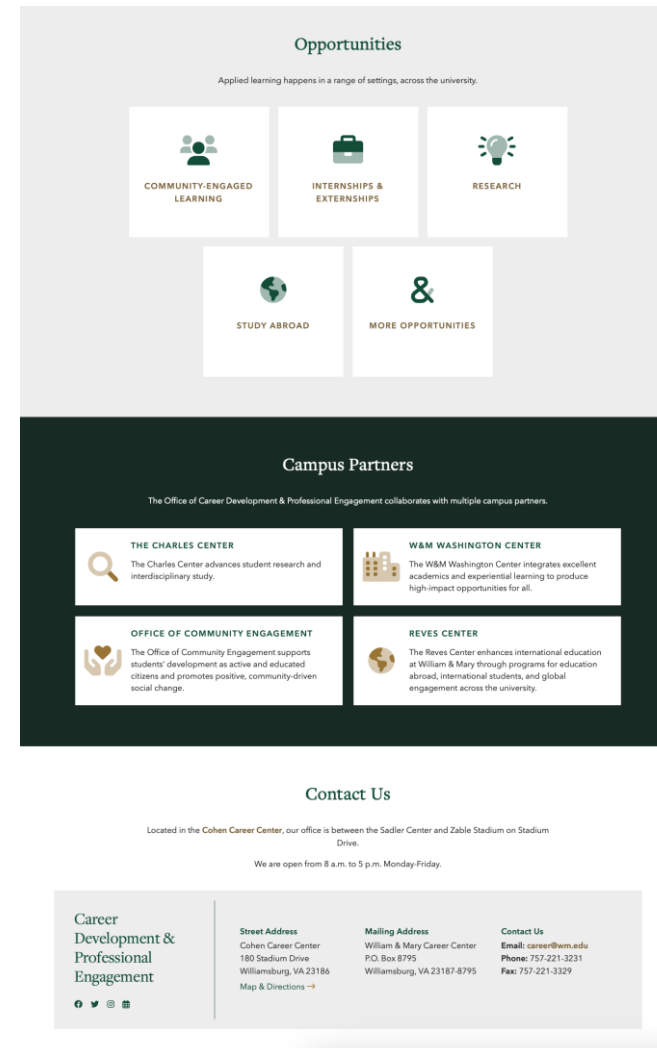 Opportunities
Applied learning happens in a range of settings, across the university.
COMMUNITY-ENGAGED
LEARNING
INTERNSHIPS &
EXTERNSHIPS
RESEARCH
&
STUDY ABROAD
MORE OPPORTUNITIES
Campus Partners
The Office of Career Development & Professional Engagement collaborates with multiple campus partners.
THE CHARLES CENTER
The Charles Center advances student research and
interdisciplinary study.
W&M WASHINGTON CENTER
The W&M Washington Center integrates excellent
academics and experiential learning to produce
high-impact opportunities for all.
OFFICE OF COMMUNITY ENGAGEMENT
The Office of Community Engagement supports
students' development as active and educated
citizens and promotes positive, community-driven
social change.
REVES CENTER
The Reves Center enhances international education
at William & Mary through programs for education
abroad, international students, and global
engagement across the university.
Contact Us
Located in the Cohen Career Center, our office is between the Sadler Center and Zable Stadium on Stadium
Drive.
We are open from 8 a.m. to 5 p.m. Monday-Friday.
Career
Development &
Professional
Engagement
Street Address
Cohen Career Center
180 Stadium Drive
Williamsburg, VA 23186
Map & Directions →
Mailing Address
William & Mary Career Center
P.O. Box 8795
Williamsburg, VA 23187-8795
Contact Us
Email: career@wm.edu
Phone: 757-221-3231
Fax: 757-221-3329